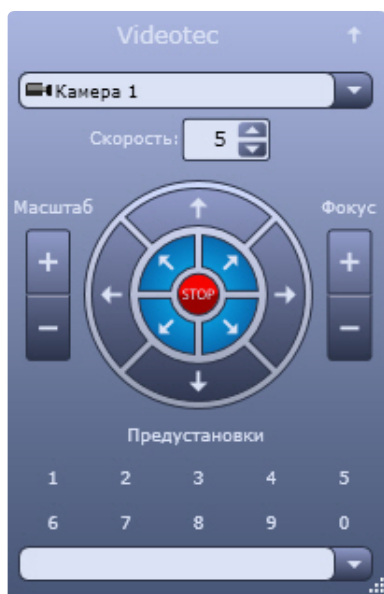 Videotec
Камера 1
Скорость: 5
Масштаб
Фокус
+
+
STOP
−
−
Предустановки
1 2 3 4 5
6 7 8 9 0